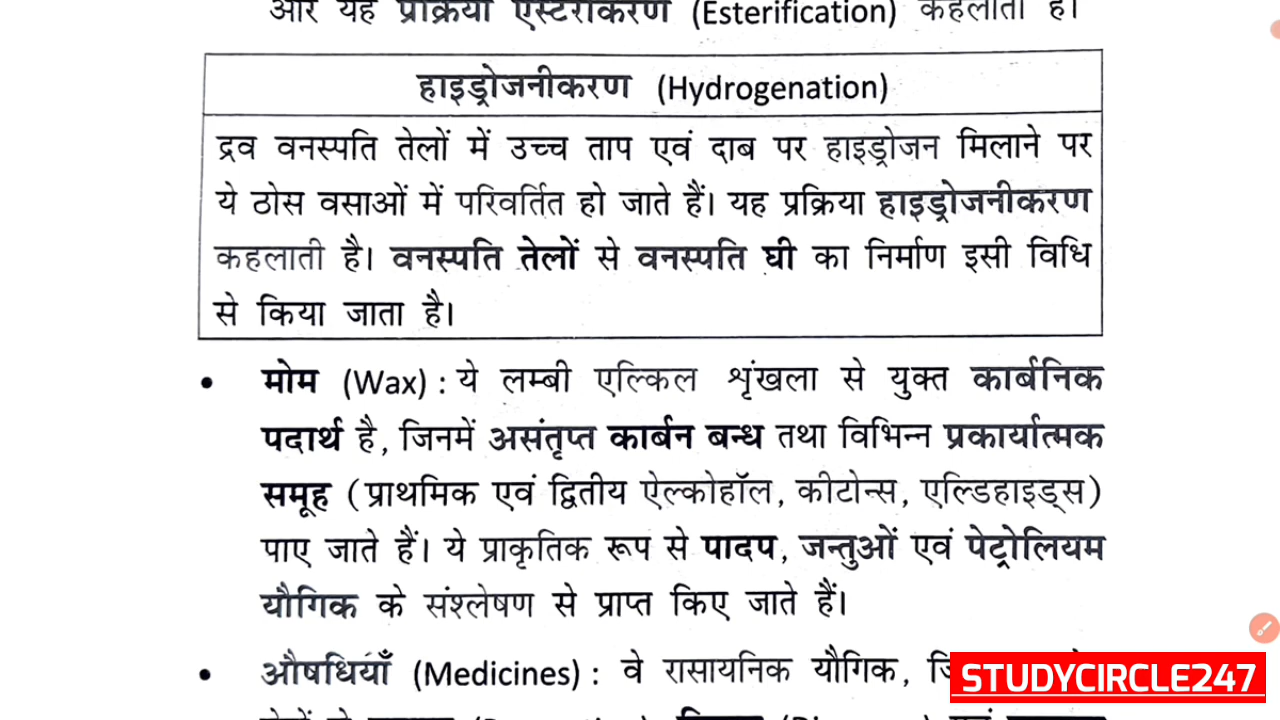 और यह प्रक्रिया एस्टरीकरण (Esterification) कहलाती है।
हाइड्रोजनीकरण (Hydrogenation)
द्रव वनस्पति तेलों में उच्च ताप एवं दाब पर हाइड्रोजन मिलाने पर
ये ठोस वसाओं में परिवर्तित हो जाते हैं। यह प्रक्रिया हाइड्रोजनीकरण
कहलाती है। वनस्पति तेलों से वनस्पति घी का निर्माण इसी विधि
से किया जाता है।
• मोम (Wax) : ये लम्बी एल्किल शृंखला से युक्त कार्बनिक
पदार्थ है, जिनमें असंतृप्त कार्बन बन्ध तथा विभिन्न प्रकार्यात्मक
समूह (प्राथमिक एवं द्वितीय ऐल्कोहॉल, कीटोन्स, एल्डिहाइड्स)
पाए जाते हैं। ये प्राकृतिक रूप से पादप, जन्तुओं एवं पेट्रोलियम
यौगिक के संश्लेषण से प्राप्त किए जाते हैं।
• औषधियाँ (Medicines) : वे रासायनिक यौगिक,
STUDYCIRCLE247